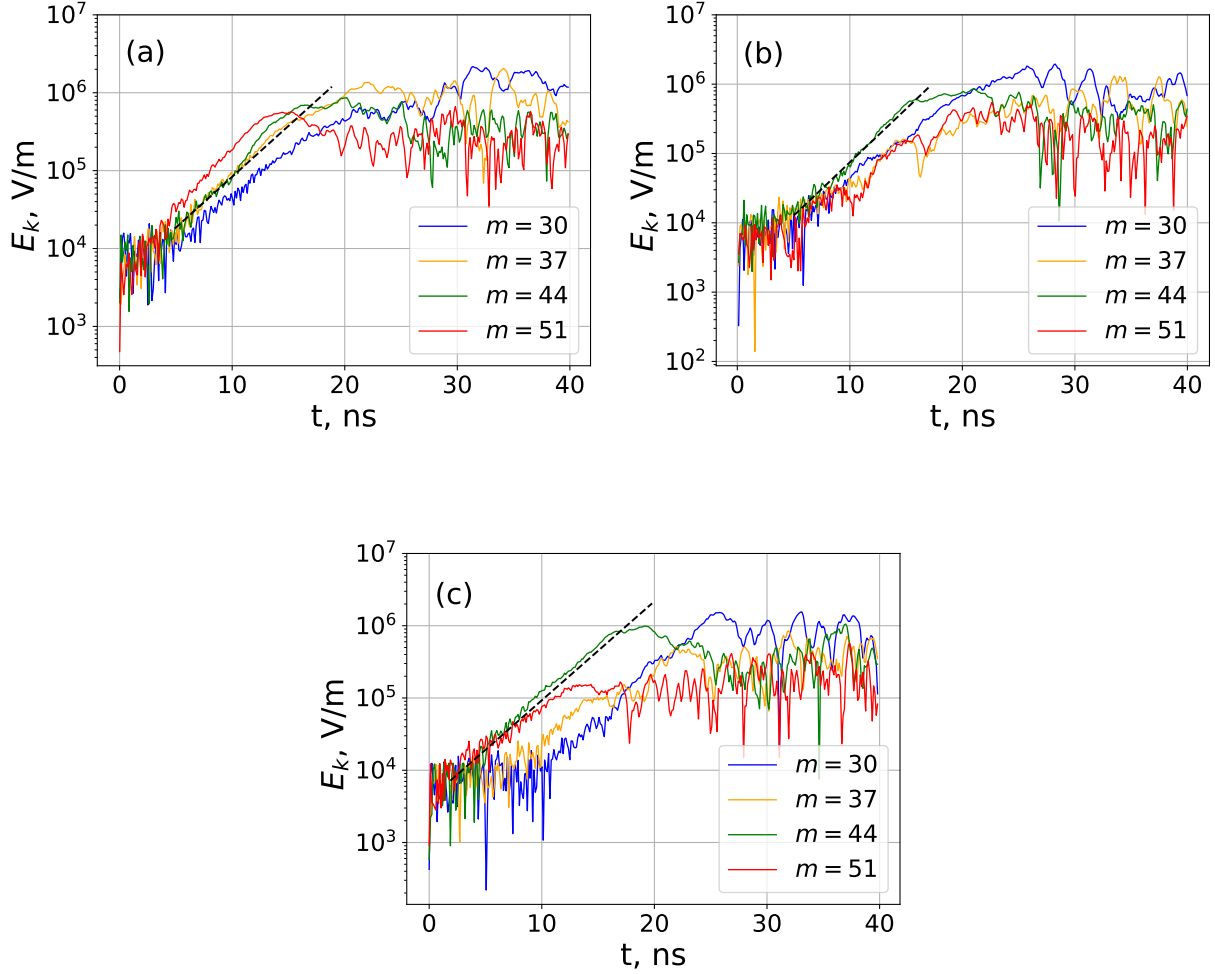 (a)
10^7
10^6
10^5
10^4
10^3
E_k, V/m
0 10 20 30 40
t, ns
m = 30
m = 37
m = 44
m = 51
(b)
10^7
10^6
10^5
10^4
10^3
10^2
E_k, V/m
0 10 20 30 40
t, ns
m = 30
m = 37
m = 44
m = 51
(c)
10^7
10^6
10^5
10^4
10^3
E_k, V/m
0 10 20 30 40
t, ns
m = 30
m = 37
m = 44
m = 51